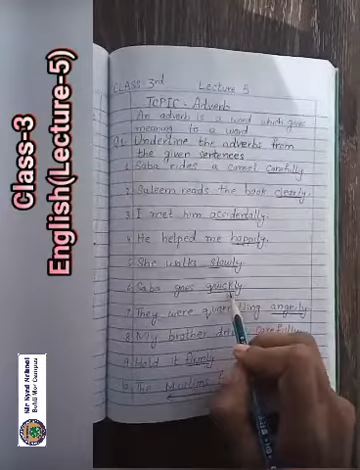 Class-3
English(Lecture-5)
CLASS 3rd Lecture 5
TOPIC:- Adverb
An adverb is a word which gives
meaning to a word
Q1 Underline the adverbs from
the given sentences
1. Saba rides a camel carefully
2. Saleem reads the book clearly.
3. I met him accidentally.
4. He helped me happily.
5. She walks slowly
6. Saba goes quickly
7. They were quarrelling angrily
8. My brother carefully
9. Hold it firmly
10. The Muslims